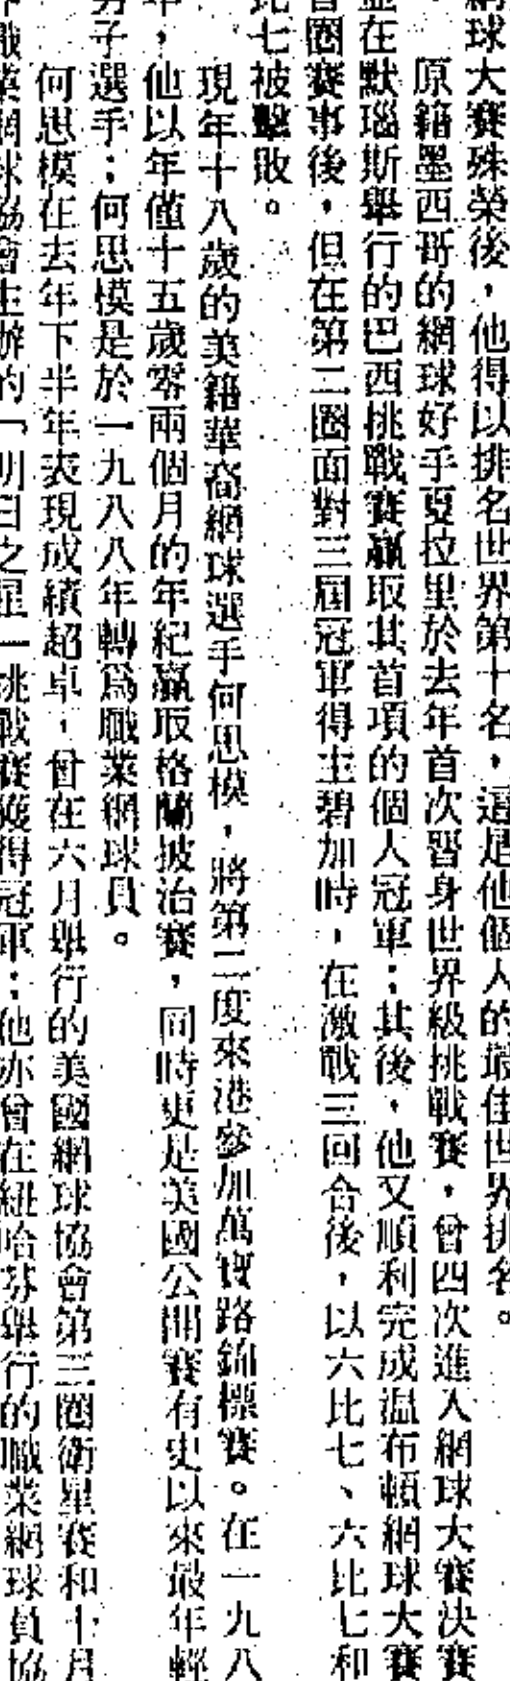 網球大賽殊榮後，他得以排名世界第十名，這是他個人的最佳世界排名。
原籍墨西哥的網球好手夏拉里於去年首次晉身世界級挑戰賽，曾四次進入網球大賽決賽
並在默瑙斯舉行的巴西挑戰賽贏取其首項的個人冠軍；其後，他又順利完成溫布頓網球大賽
首圈賽事後，但在第二圈面對三屆冠軍得主碧加時，在激戰三回合後，以六比七、六比七和
比七被擊敗。
現年十八歲的美籍華裔網球選手何思模，將第二度來港參加萬寶路錦標賽。在一九八
年，他以年僅十五歲零兩個月的年紀贏取格蘭披治賽，同時更是美國公開賽有史以來最年輕
男子選手；何思模是於一九八八年轉為職業網球員。
何思模在去年下半年表現成績超卓，曾在六月舉行的美國網球協會第三圈衛星賽和十月
職業網球協會主辦的「明日之星」挑戰賽獲得冠軍；他亦曾在紐哈芬舉行的職業網球員協